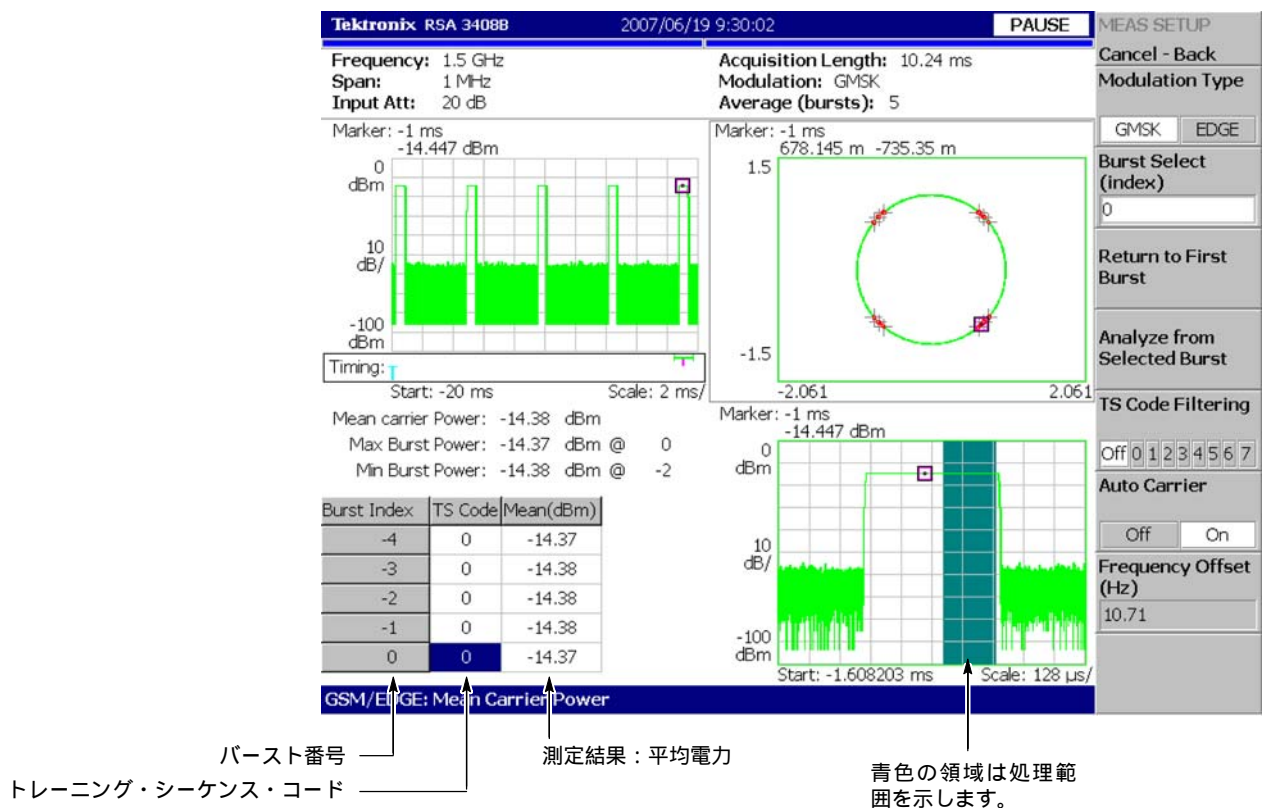 Tektronix RSA 3408B 2007/06/19 9:30:02 PAUSE
Frequency: 1.5 GHz
Span: 1 MHz
Input Att: 20 dB
Acquisition Length: 10.24 ms
Modulation: GMSK
Average (bursts): 5
Marker: -1 ms
-14.447 dBm
0
dBm
10
dB/
-100
dBm
Timing:
Start: -20 ms Scale: 2 ms/
Marker: -1 ms
678.145 m -735.35 m
1.5
-1.5
-2.061 2.061
Mean carrier Power: -14.38 dBm
Max Burst Power: -14.37 dBm @ 0
Min Burst Power: -14.38 dBm @ -2
Burst Index TS Code Mean(dBm)
-4 0 -14.37
-3 0 -14.38
-2 0 -14.38
-1 0 -14.38
0 0 -14.37
Marker: -1 ms
-14.447 dBm
0
dBm
10
dB/
-100
dBm
Start: -1.608203 ms Scale: 128 µs/
GSM/EDGE: Mean Carrier Power
MEAS SETUP
Cancel - Back
Modulation Type
GMSK EDGE
Burst Select
(index)
0
Return to First
Burst
Analyze from
Selected Burst
TS Code Filtering
Off 0 1 2 3 4 5 6 7
Auto Carrier
Off On
Frequency Offset
(Hz)
10.71
バースト番号
トレーニング・シーケンス・コード
測定結果：平均電力
青色の領域は処理範
囲を示します。